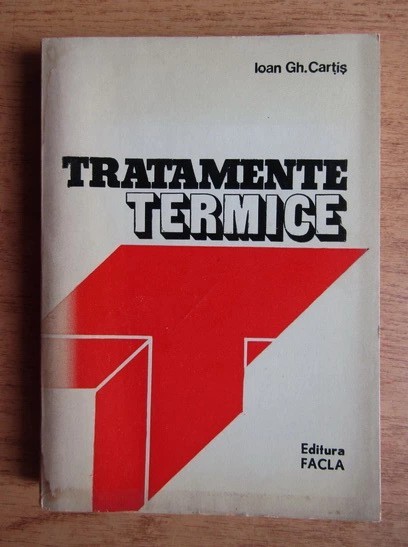 Ioan Gh. Cartiș
TRATAMENTE
TERMICE
Editura
FACLA